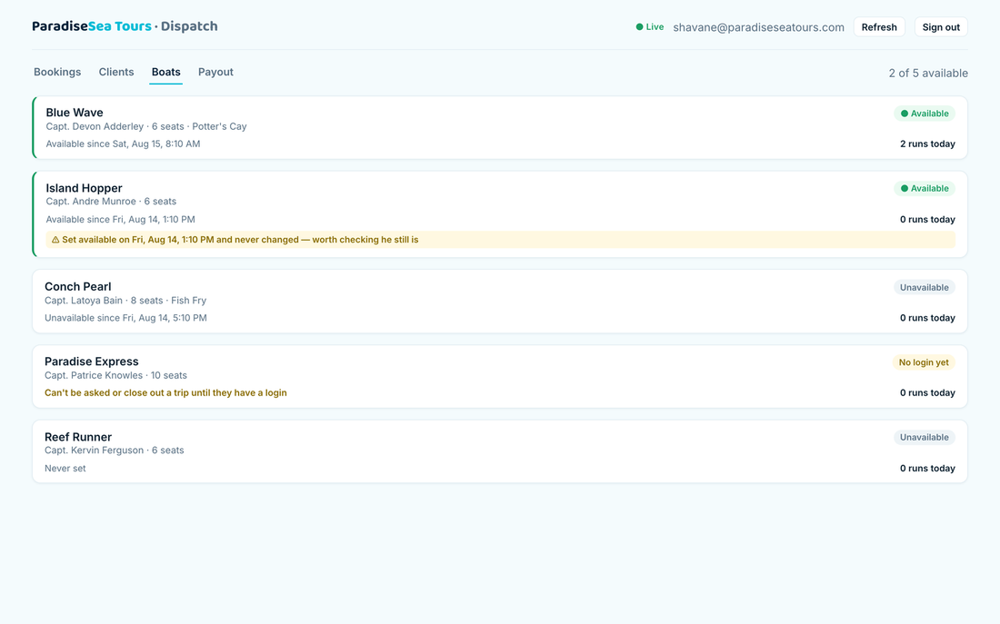 ParadiseSea Tours · Dispatch
Live shavane@paradiseseatours.com Refresh Sign out
Bookings Clients Boats Payout 2 of 5 available
Blue Wave Available
Capt. Devon Adderley · 6 seats · Potter's Cay
Available since Sat, Aug 15, 8:10 AM 2 runs today
Island Hopper Available
Capt. Andre Munroe · 6 seats
Available since Fri, Aug 14, 1:10 PM 0 runs today
⚠ Set available on Fri, Aug 14, 1:10 PM and never changed — worth checking he still is
Conch Pearl Unavailable
Capt. Latoya Bain · 8 seats · Fish Fry
Unavailable since Fri, Aug 14, 5:10 PM 0 runs today
Paradise Express No login yet
Capt. Patrice Knowles · 10 seats
Can't be asked or close out a trip until they have a login 0 runs today
Reef Runner Unavailable
Capt. Kervin Ferguson · 6 seats
Never set 0 runs today